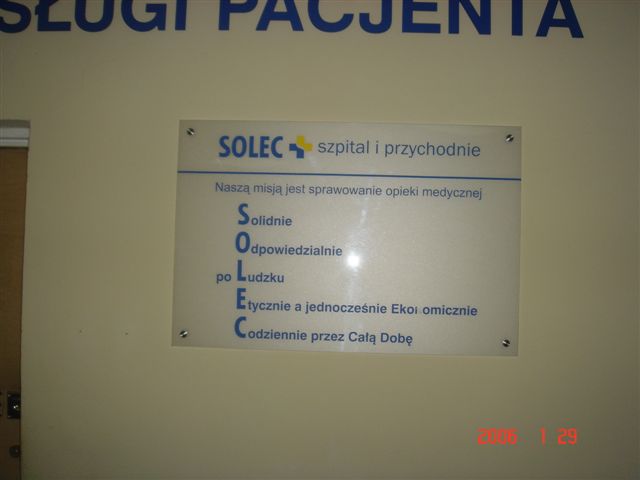 SŁUGI PACJENTA
SOLEC szpital i przychodnie
Naszą misją jest sprawowanie opieki medycznej
Solidnie
Odpowiedzialnie
po Ludzku
Etycznie a jednocześnie Ekonomicznie
Codziennie przez Całą Dobę
2006 1 29